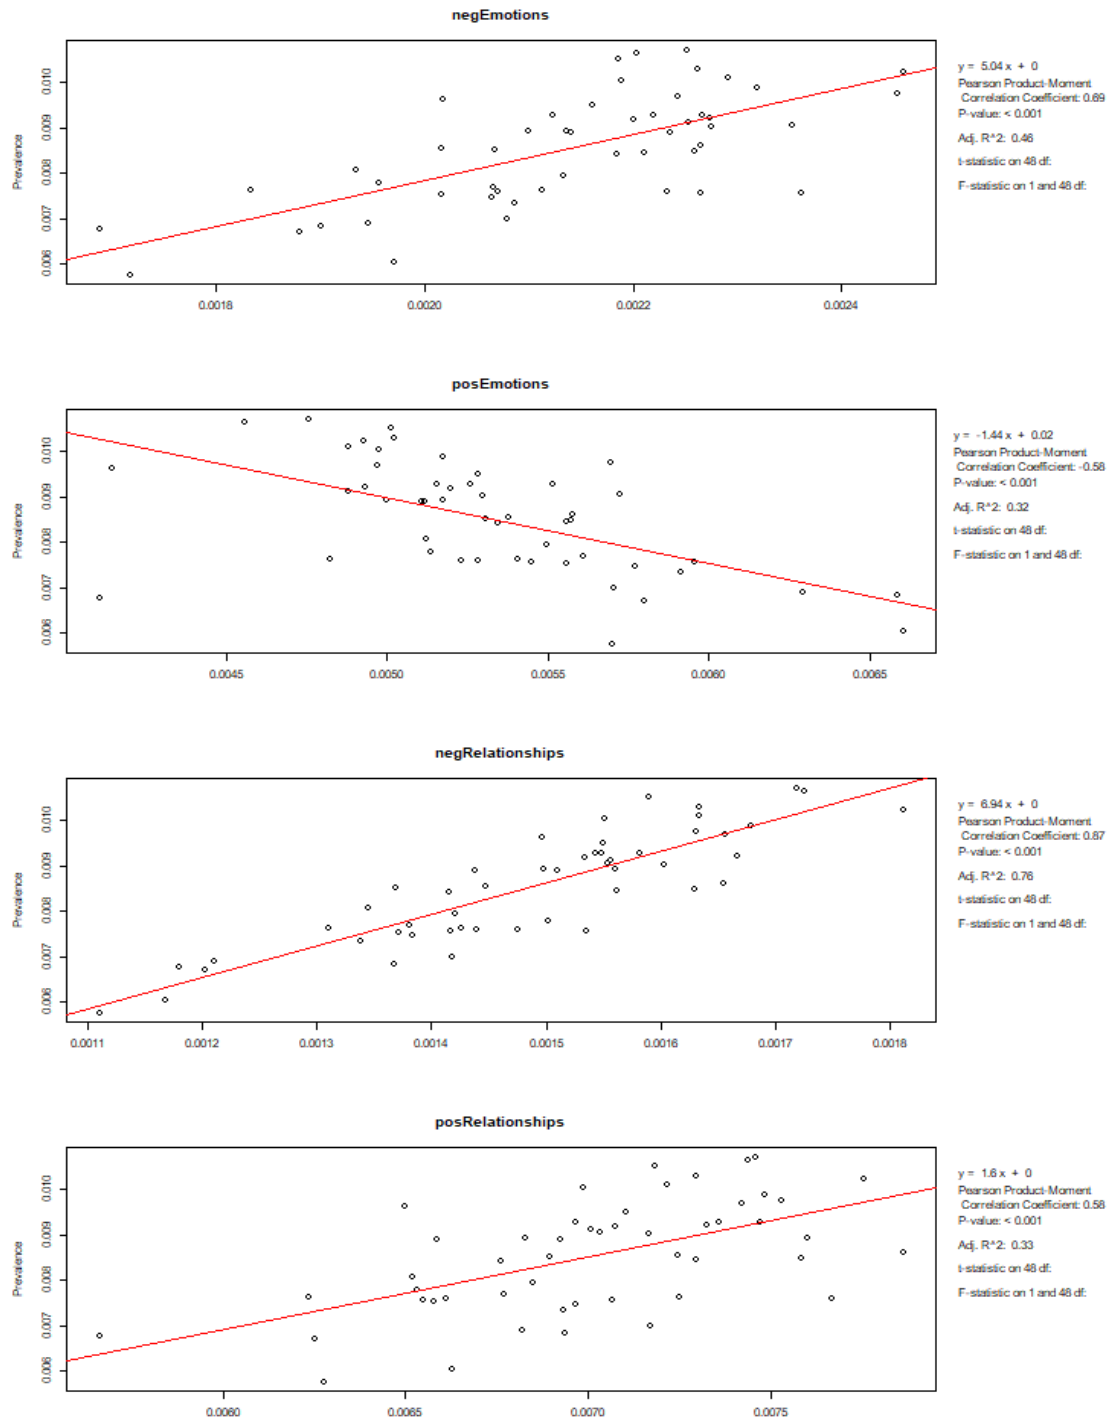 negEmotions
Prevalence
0.010
0.009
0.008
0.007
0.006
0.0018 0.0020 0.0022 0.0024
y = 5.04 x + 0
Pearson Product-Moment
Correlation Coefficient: 0.69
P-value: < 0.001
Adj. R^2: 0.46
t-statistic on 48 df:
F-statistic on 1 and 48 df:
posEmotions
Prevalence
0.010
0.009
0.008
0.007
0.006
0.0045 0.0050 0.0055 0.0060 0.0065
y = -1.44 x + 0.02
Pearson Product-Moment
Correlation Coefficient: -0.58
P-value: < 0.001
Adj. R^2: 0.32
t-statistic on 48 df:
F-statistic on 1 and 48 df:
negRelationships
Prevalence
0.010
0.009
0.008
0.007
0.006
0.0011 0.0012 0.0013 0.0014 0.0015 0.0016 0.0017 0.0018
y = 6.94 x + 0
Pearson Product-Moment
Correlation Coefficient: 0.87
P-value: < 0.001
Adj. R^2: 0.76
t-statistic on 48 df:
F-statistic on 1 and 48 df:
posRelationships
Prevalence
0.010
0.009
0.008
0.007
0.006
0.0060 0.0065 0.0070 0.0075
y = 1.6 x + 0
Pearson Product-Moment
Correlation Coefficient: 0.58
P-value: < 0.001
Adj. R^2: 0.33
t-statistic on 48 df:
F-statistic on 1 and 48 df: